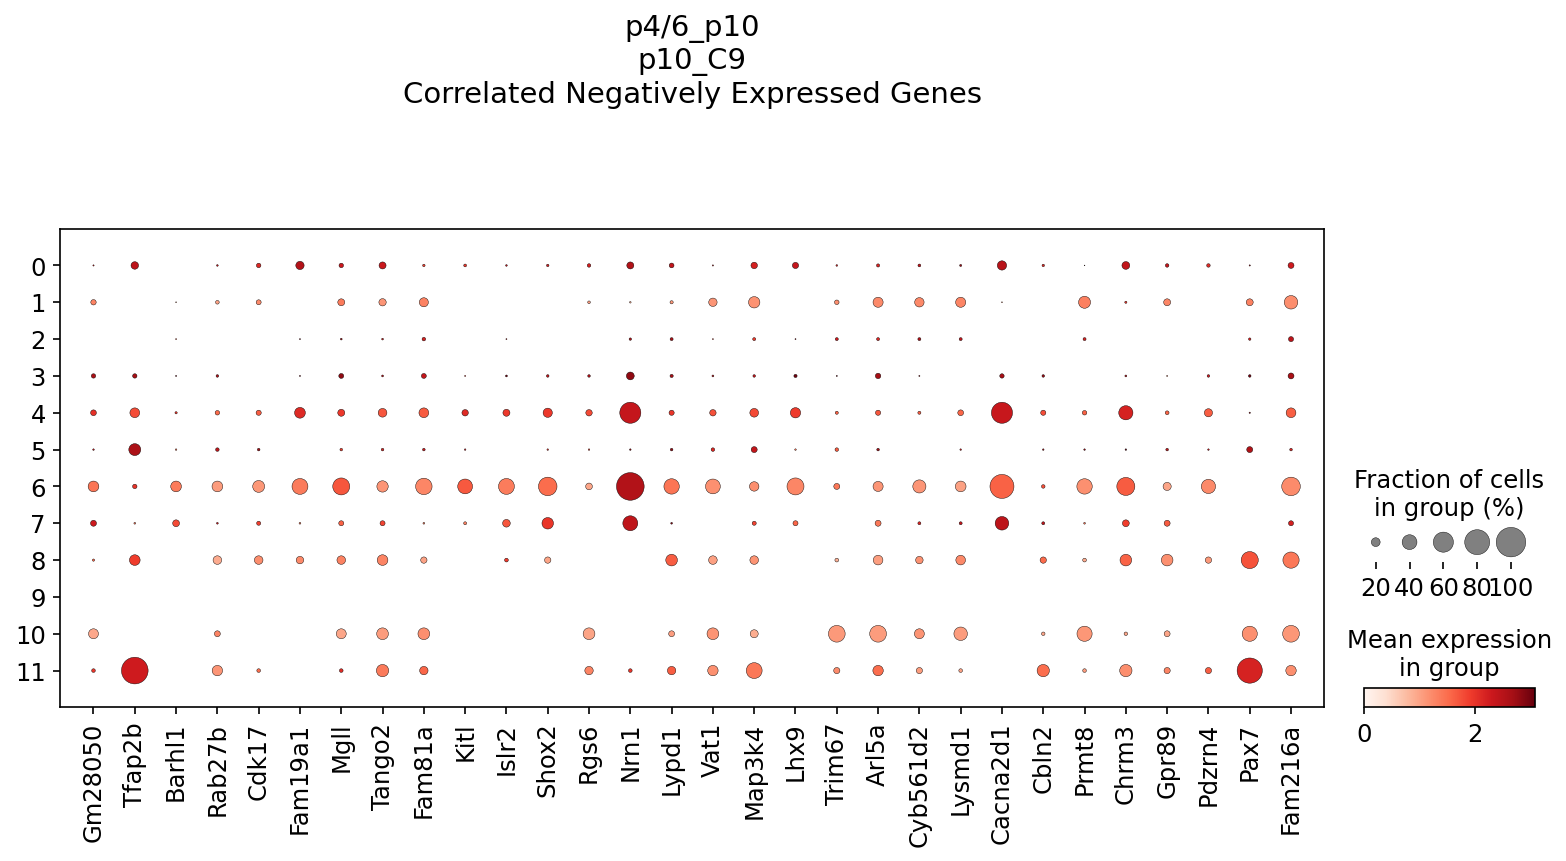 p4/6_p10
p10_C9
Correlated Negatively Expressed Genes
0
1
2
3
4
5
6
7
8
9
10
11
Gm28050
Tfap2b
Barhl1
Rab27b
Cdk17
Fam19a1
Mgll
Tango2
Fam81a
Kitl
Islr2
Shox2
Rgs6
Nrn1
Lypd1
Vat1
Map3k4
Lhx9
Trim67
Arl5a
Cyb561d2
Lysmd1
Cacna2d1
Cbln2
Prmt8
Chrm3
Gpr89
Pdzrn4
Pax7
Fam216a
Fraction of cells
in group (%)
20 40 60 80 100
Mean expression
in group
0 2